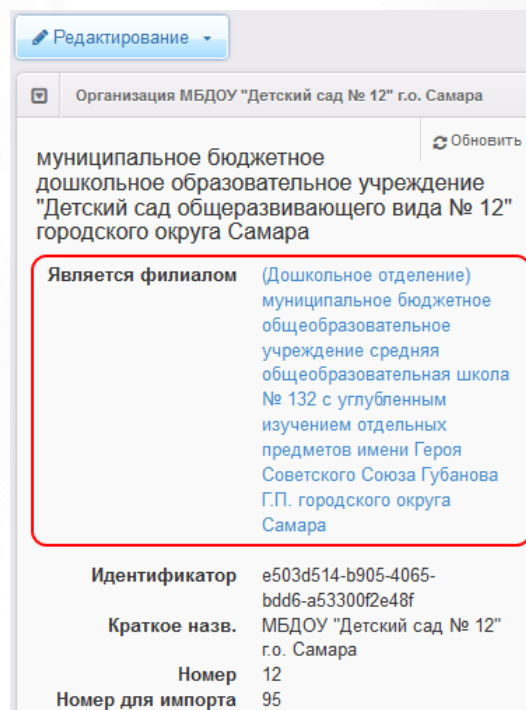 Редактирование
Организация МБДОУ "Детский сад № 12" г.о. Самара
Обновить
муниципальное бюджетное
дошкольное образовательное учреждение
"Детский сад общеразвивающего вида № 12"
городского округа Самара
Является филиалом (Дошкольное отделение)
муниципальное бюджетное
общеобразовательное
учреждение средняя
общеобразовательная школа
№ 132 с углубленным
изучением отдельных
предметов имени Героя
Советского Союза Губанова
Г.П. городского округа
Самара
Идентификатор e503d514-b905-4065-
bdd6-a53300f2e48f
Краткое назв. МБДОУ "Детский сад № 12"
г.о. Самара
Номер 12
Номер для импорта 95